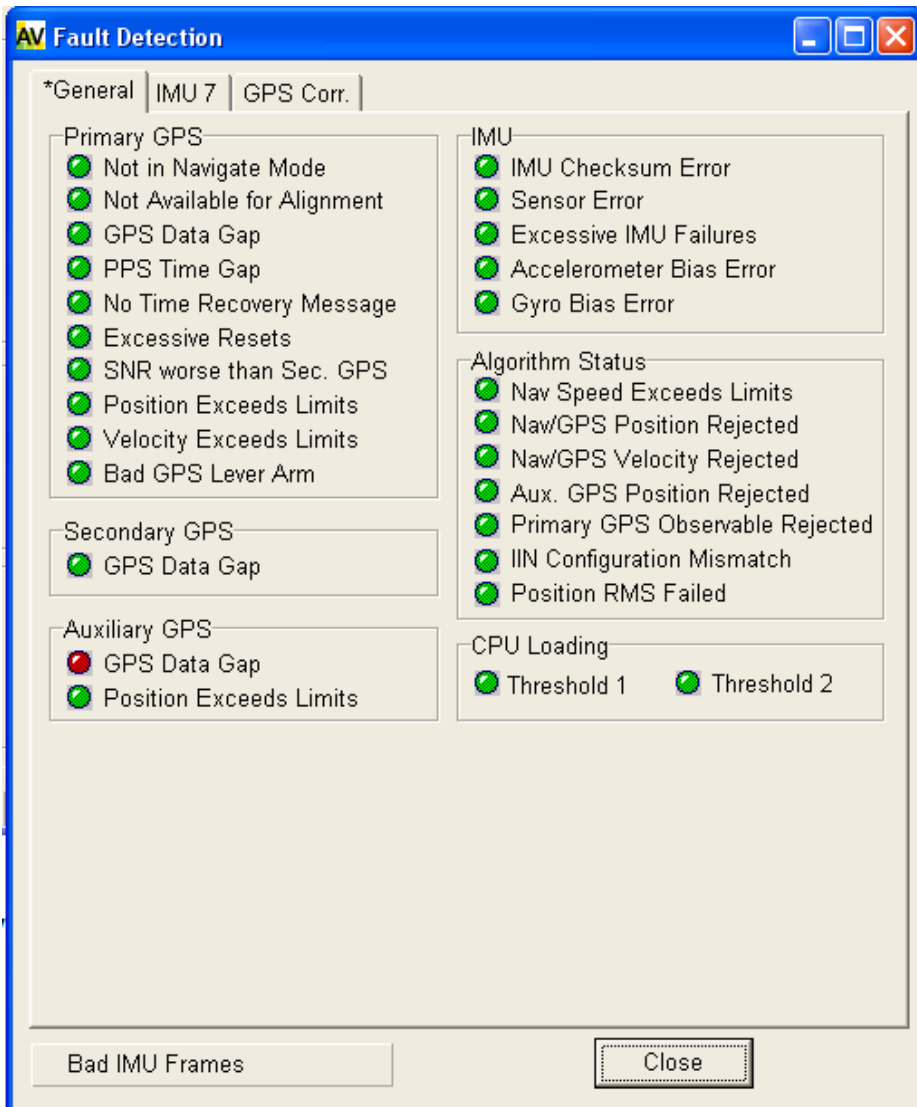 AV Fault Detection
*General IMU 7 GPS Corr.
Primary GPS
Not in Navigate Mode
Not Available for Alignment
GPS Data Gap
PPS Time Gap
No Time Recovery Message
Excessive Resets
SNR worse than Sec. GPS
Position Exceeds Limits
Velocity Exceeds Limits
Bad GPS Lever Arm
Secondary GPS
GPS Data Gap
Auxiliary GPS
GPS Data Gap
Position Exceeds Limits
IMU
IMU Checksum Error
Sensor Error
Excessive IMU Failures
Accelerometer Bias Error
Gyro Bias Error
Algorithm Status
Nav Speed Exceeds Limits
Nav/GPS Position Rejected
Nav/GPS Velocity Rejected
Aux. GPS Position Rejected
Primary GPS Observable Rejected
IIN Configuration Mismatch
Position RMS Failed
CPU Loading
Threshold 1 Threshold 2
Bad IMU Frames
Close